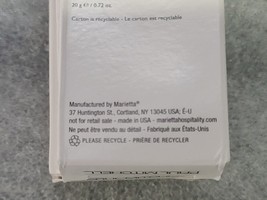 20 g ℮ / 0.72 oz.
Carton is recyclable. - Le carton est recyclable
Manufactured by Marietta®
37 Huntington St., Cortland, NY 13045 USA: É-U
not for retail sale - made in USA - mariettahospitality.com
Ne peut être vendu au détail - Fabriqué aux États-Unis
PLEASE RECYCLE - PRIÈRE DE RECYCLER
PAUL MITCHELL